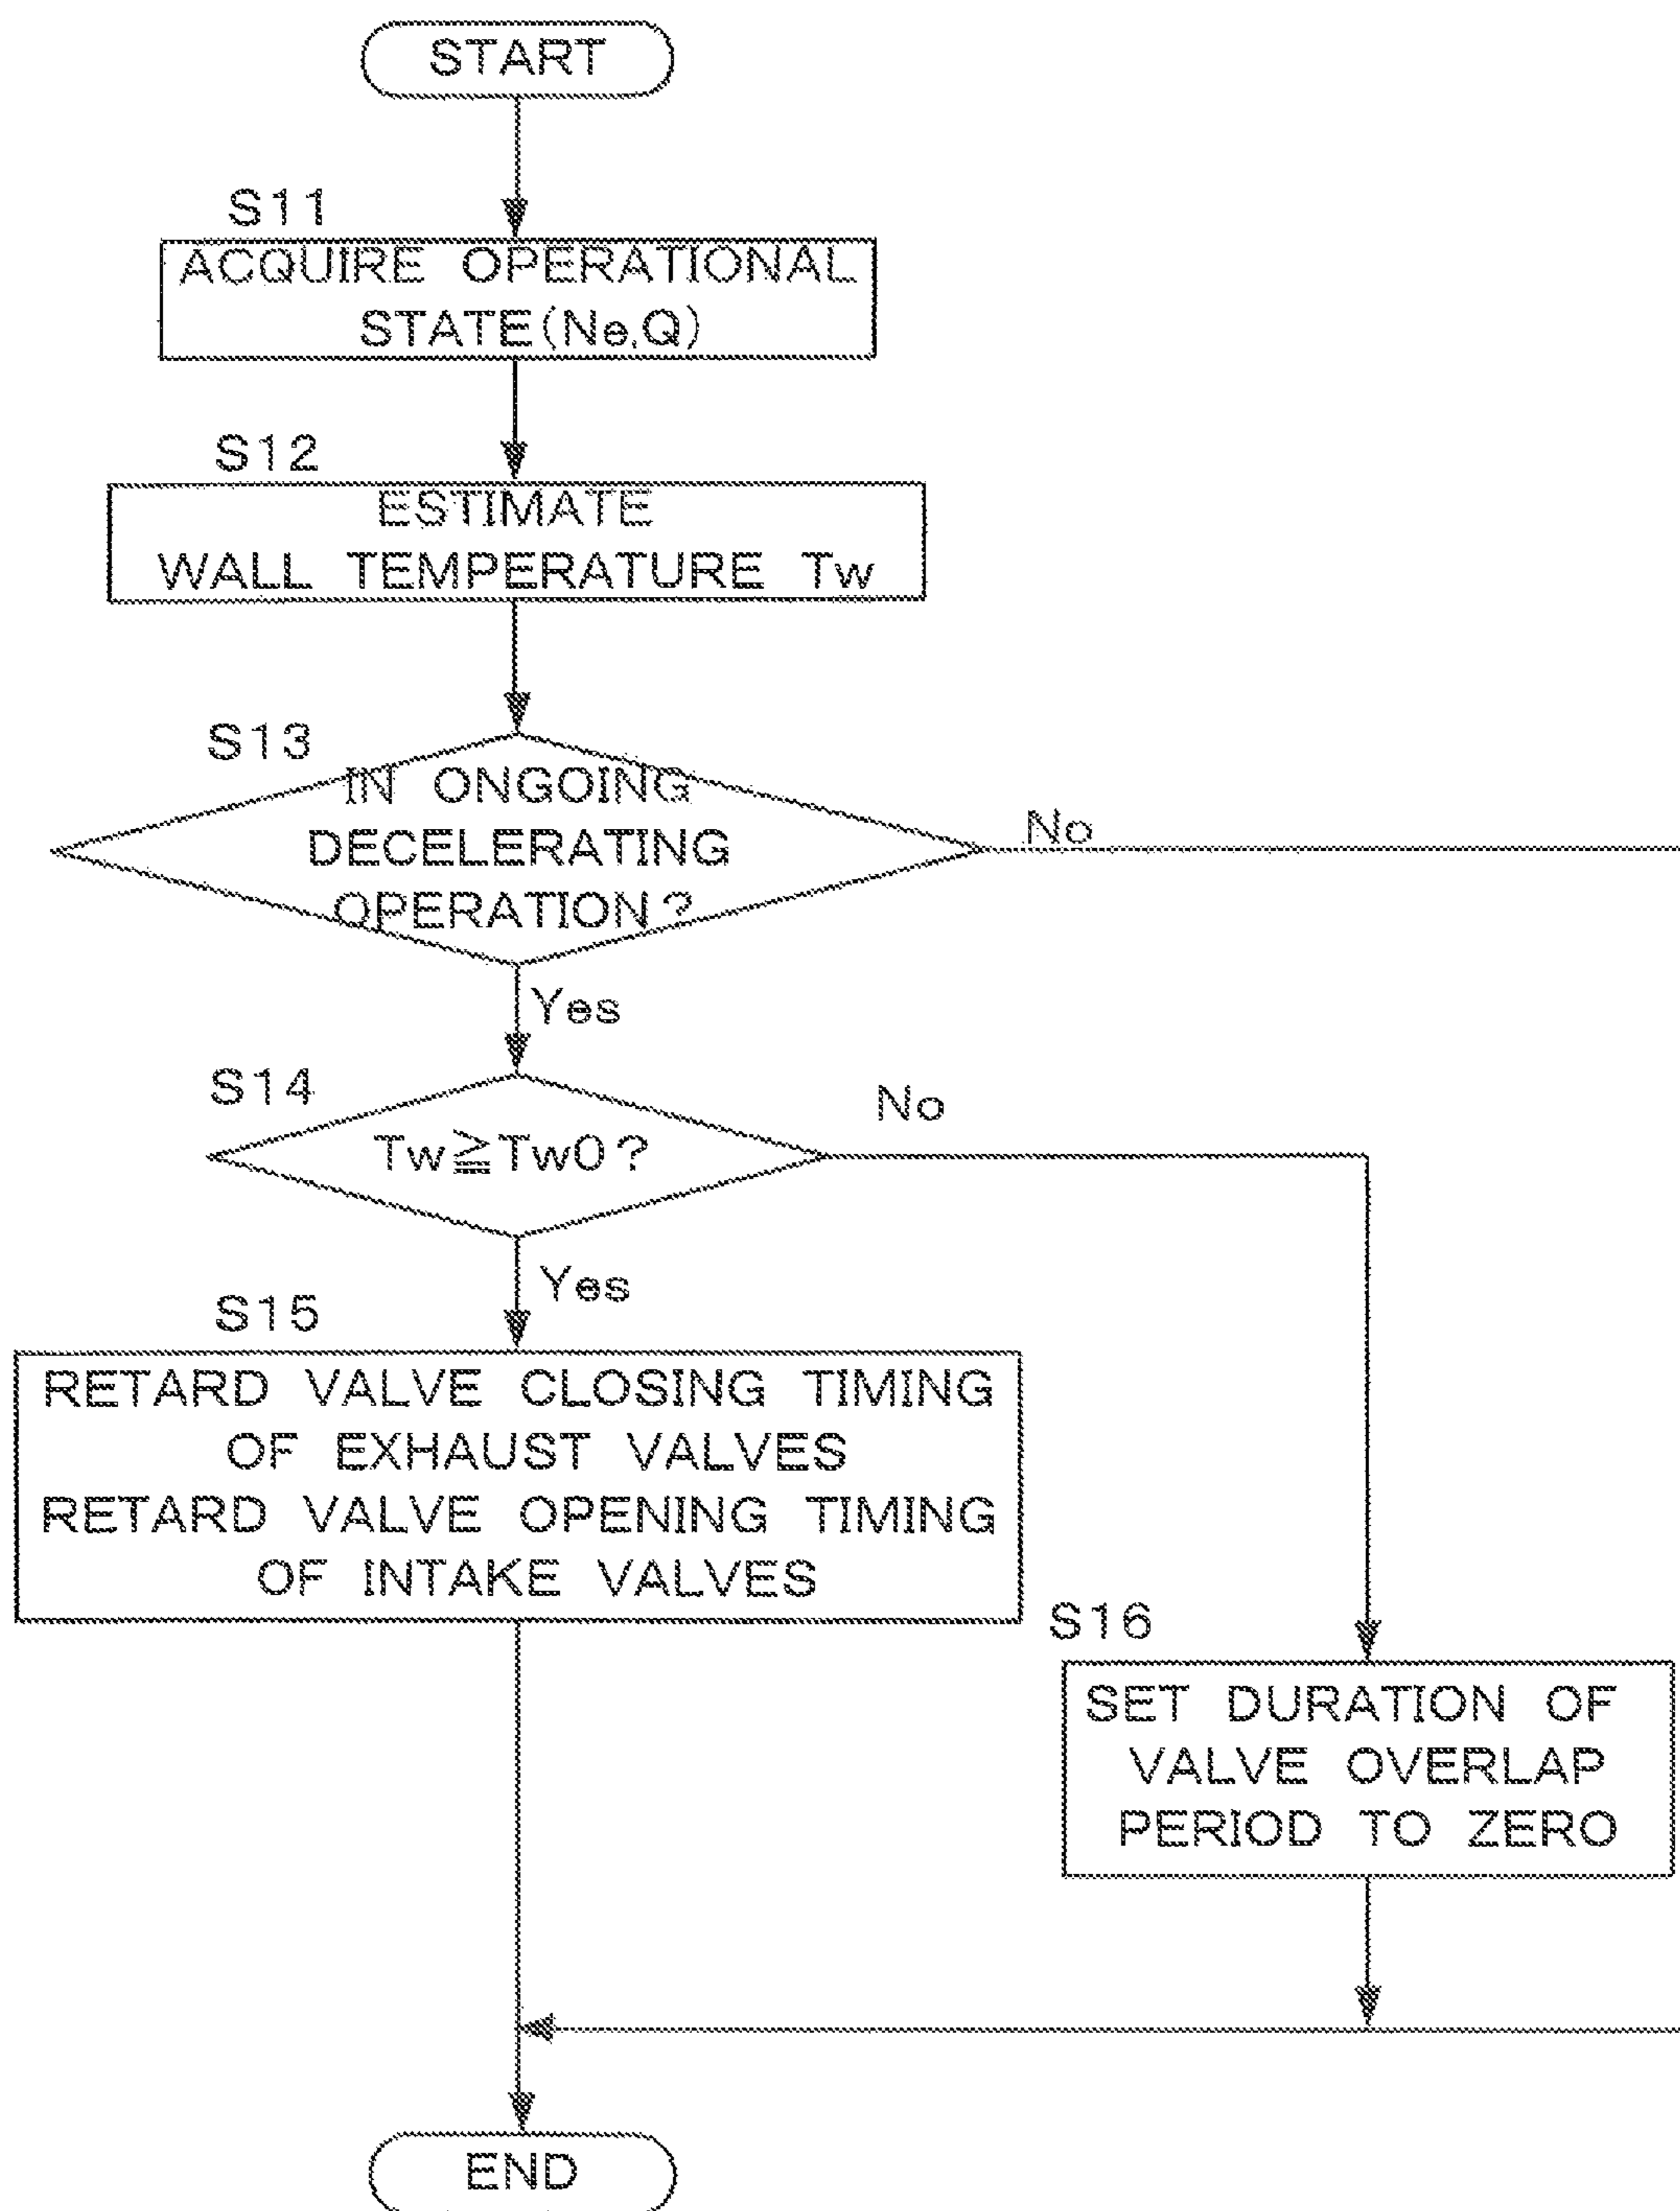 START
S11
ACQUIRE OPERATIONAL
STATE(Ne,Q)
S12
ESTIMATE
WALL TEMPERATURE Tw
S13
IN ONGOING
DECELERATING
OPERATION?
No
Yes
S14
Tw≧Tw0?
No
Yes
S15
RETARD VALVE CLOSING TIMING
OF EXHAUST VALVES
RETARD VALVE OPENING TIMING
OF INTAKE VALVES
S16
SET DURATION OF
VALVE OVERLAP
PERIOD TO ZERO
END